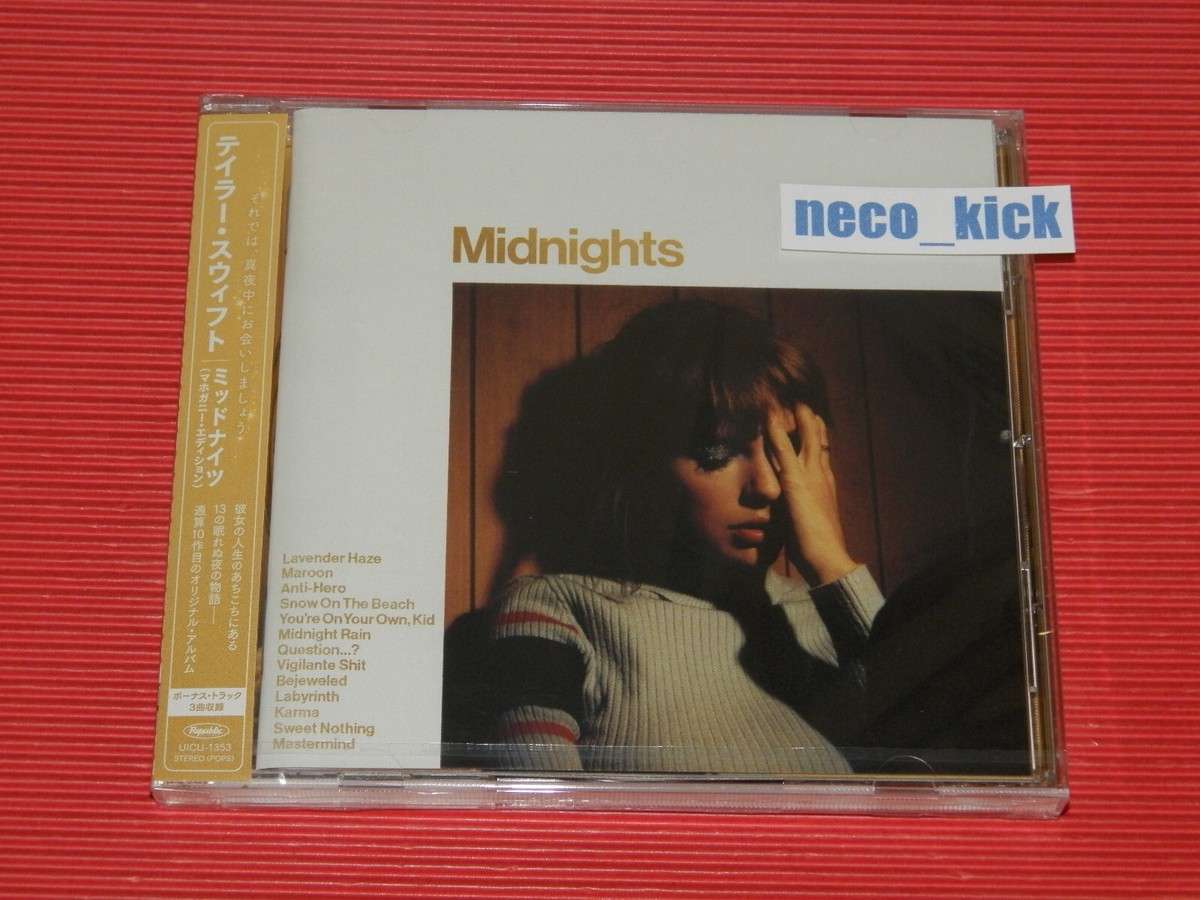 テイラー・スウィフト
ミッドナイツ
(マホガニー・エディション)
それでは、真夜中にお会いしましょう
彼女の人生のあちこちにある
13の眠れぬ夜の物語―
通算10作目のオリジナル・アルバム
ボーナス・トラック
3曲収録
Republic
UICU-1353
STEREO (POPS)
neco_kick
Midnights
Lavender Haze
Maroon
Anti-Hero
Snow On The Beach
You're On Your Own, Kid
Midnight Rain
Question...?
Vigilante Shit
Bejeweled
Labyrinth
Karma
Sweet Nothing
Mastermind